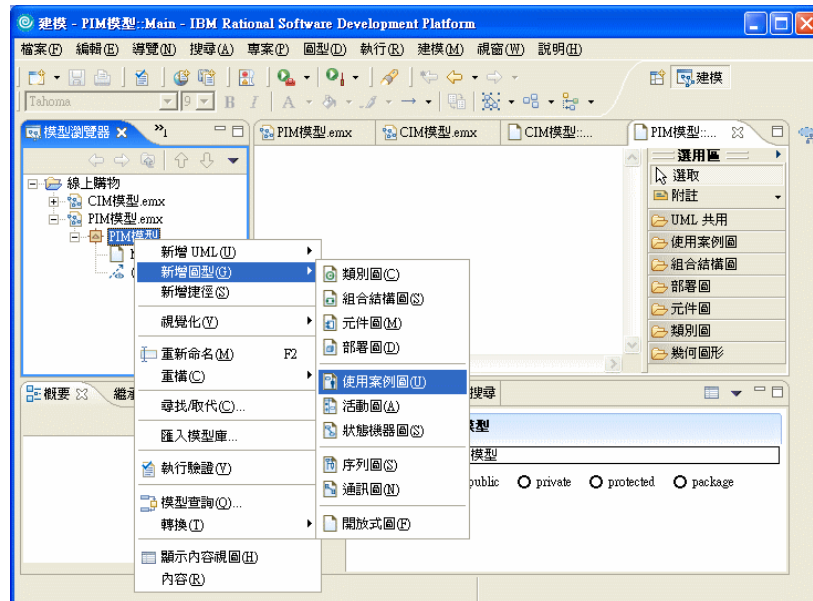 建模 - PIM模型::Main - IBM Rational Software Development Platform
檔案(F) 編輯(E) 導覽(N) 搜尋(A) 專案(P) 圖型(D) 執行(R) 建模(M) 視窗(W) 說明(H)
建模
Tahoma 9 B I A
模型瀏覽器 »1
PIM模型.emx CIM模型.emx CIM模型::... PIM模型::...
線上購物
CIM模型.emx
PIM模型.emx
PIM模型
新增 UML(U)
新增圖型(G)
新增捷徑(S)
視覺化(V)
重新命名(M) F2
重構(C)
尋找/取代(C)...
匯入模型庫...
執行驗證(V)
模型查詢(Q)...
轉換(T)
顯示內容視圖(H)
內容(R)
類別圖(C)
組合結構圖(S)
元件圖(M)
部署圖(D)
使用案例圖(U)
活動圖(A)
狀態機器圖(S)
序列圖(S)
通訊圖(N)
開放式圖(F)
選用區
選取
附註
UML 共用
使用案例圖
組合結構圖
部署圖
元件圖
類別圖
幾何圖形
概要
搜尋
模型
模型
private protected package